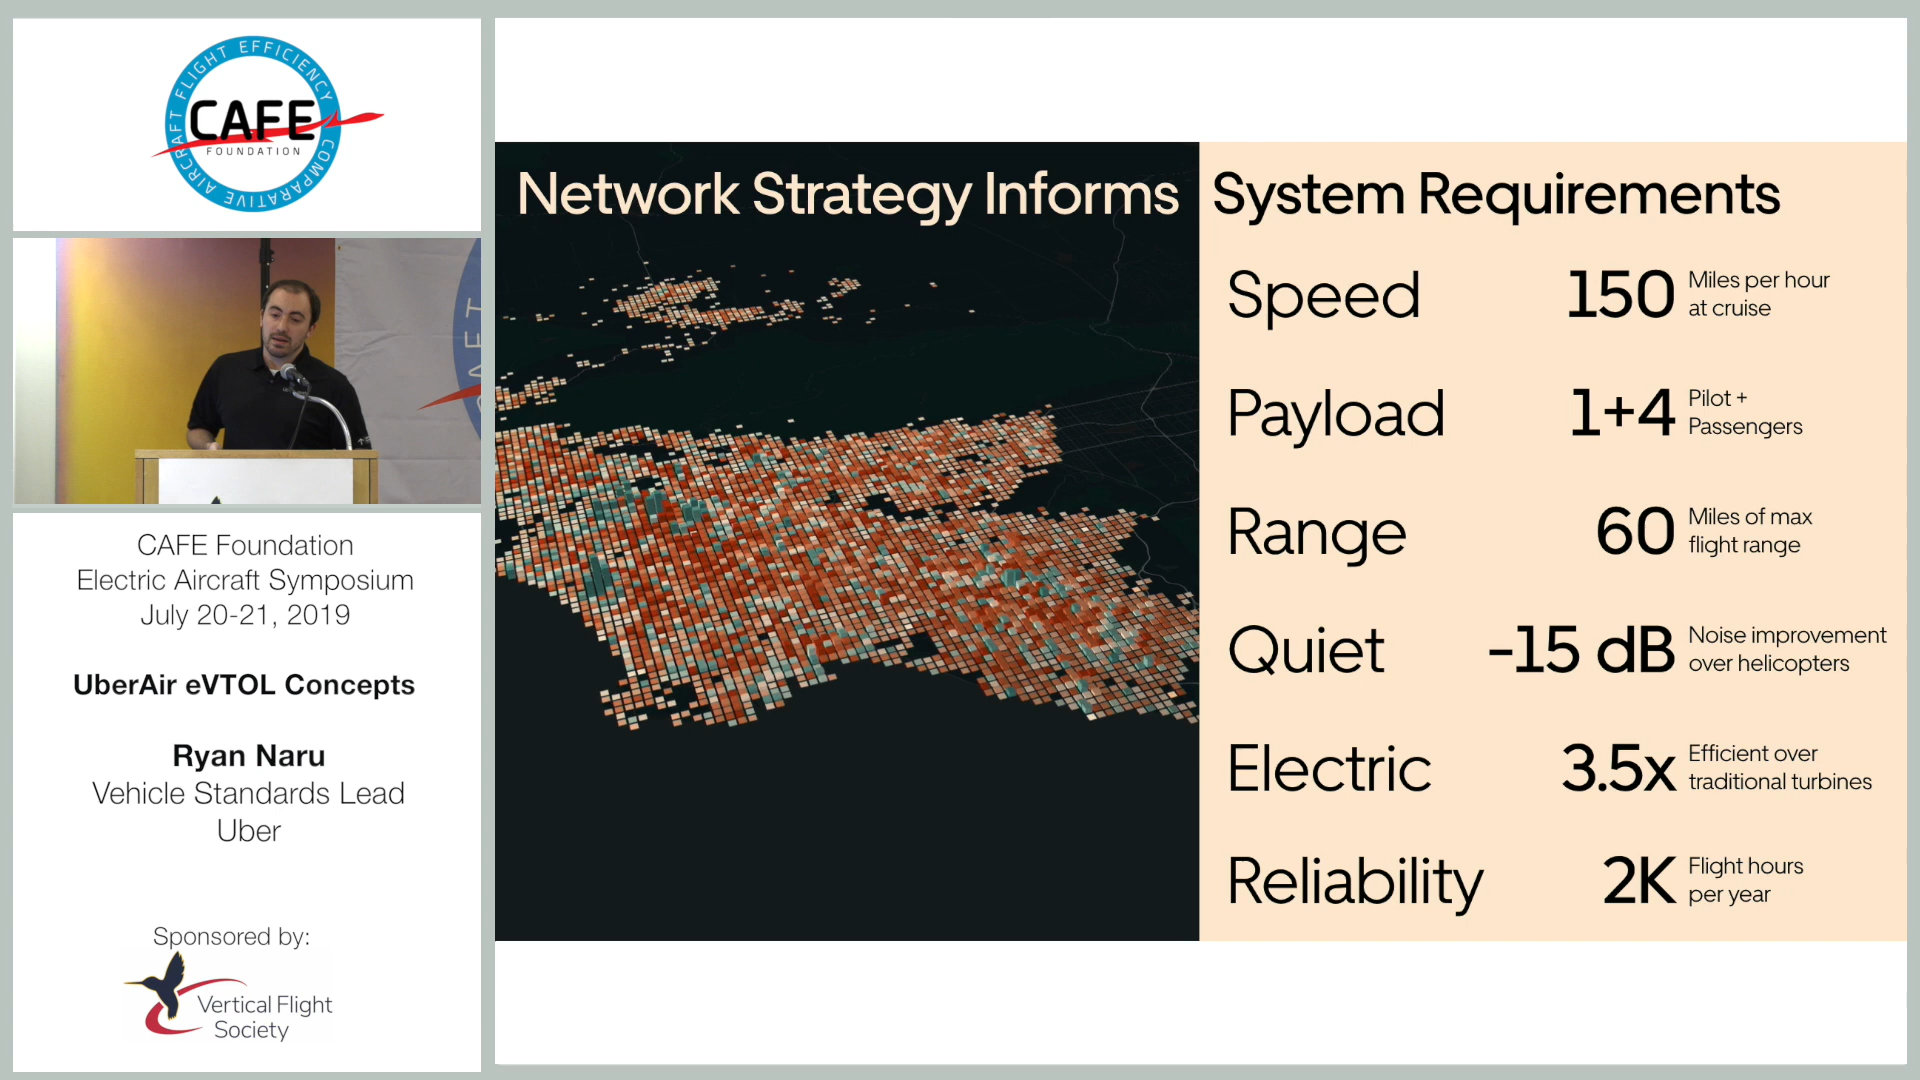 AIRCRAFT FLIGHT EFFICIENCY
COMPARATIVE
CAFE
FOUNDATION
CAFE Foundation
Electric Aircraft Symposium
July 20-21, 2019
UberAir eVTOL Concepts
Ryan Naru
Vehicle Standards Lead
Uber
Sponsored by:
Vertical Flight
Society
Network Strategy Informs System Requirements
Speed 150 Miles per hour
at cruise
Payload 1+4 Pilot +
Passengers
Range 60 Miles of max
flight range
Quiet -15 dB Noise improvement
over helicopters
Electric 3.5x Efficient over
traditional turbines
Reliability 2K Flight hours
per year